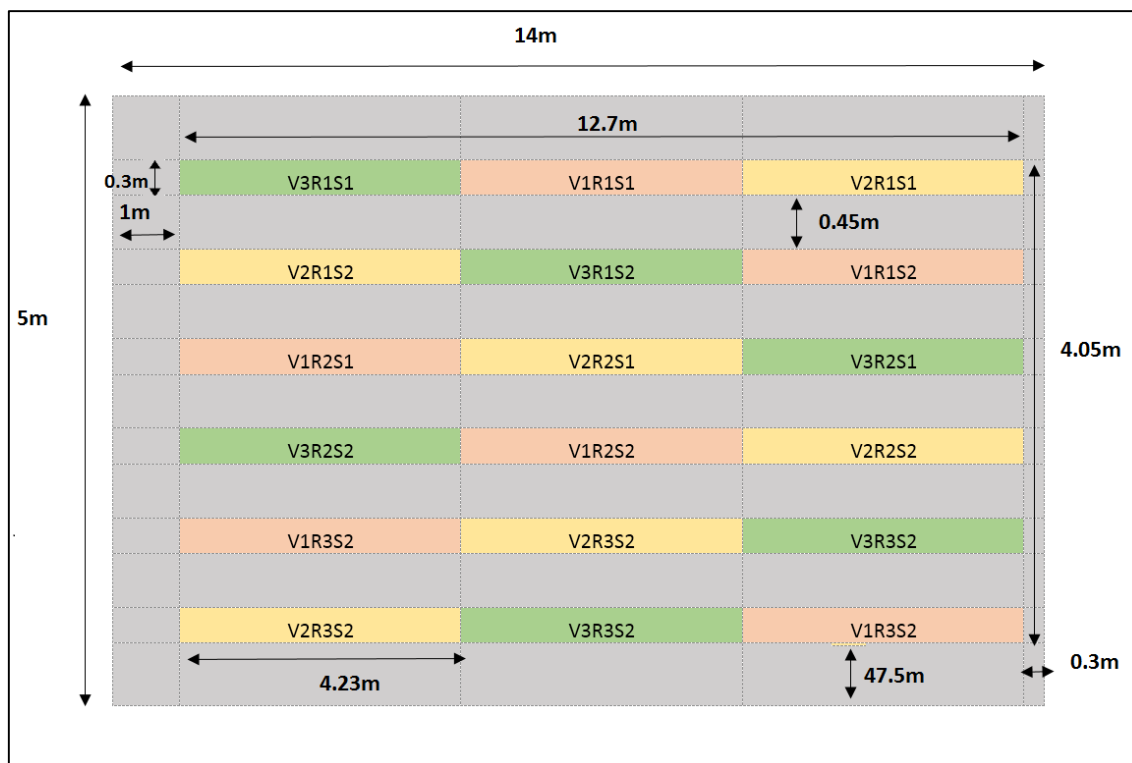 14m
12.7m
0.3m
V3R1S1 V1R1S1 V2R1S1
1m
0.45m
V2R1S2 V3R1S2 V1R1S2
5m
V1R2S1 V2R2S1 V3R2S1
4.05m
V3R2S2 V1R2S2 V2R2S2
V1R3S2 V2R3S2 V3R3S2
.
V2R3S2 V3R3S2 V1R3S2
4.23m
47.5m
0.3m